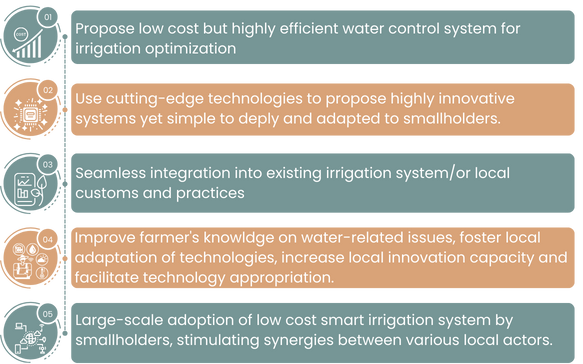 01
COST
Propose low cost but highly efficient water control system for
irrigation optimization
02
Use cutting-edge technologies to propose highly innovative
systems yet simple to deply and adapted to smallholders.
03
Seamless integration into existing irrigation system/or local
customs and practices
04
Improve farmer's knowldge on water-related issues, foster local
adaptation of technologies, increase local innovation capacity and
facilitate technology appropriation.
05
Large-scale adoption of low cost smart irrigation system by
smallholders, stimulating synergies between various local actors.